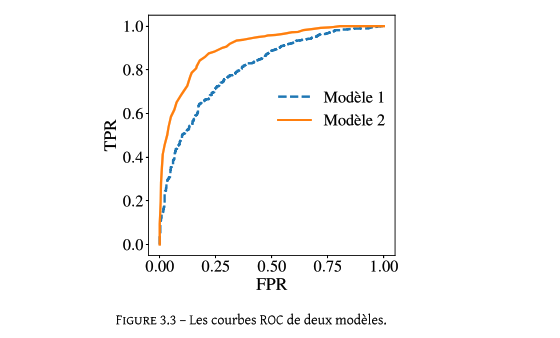 1.0
0.8
0.6
0.4
0.2
0.0
TPR
Modèle 1
Modèle 2
0.00 0.25 0.50 0.75 1.00
FPR
FIGURE 3.3 – Les courbes ROC de deux modèles.